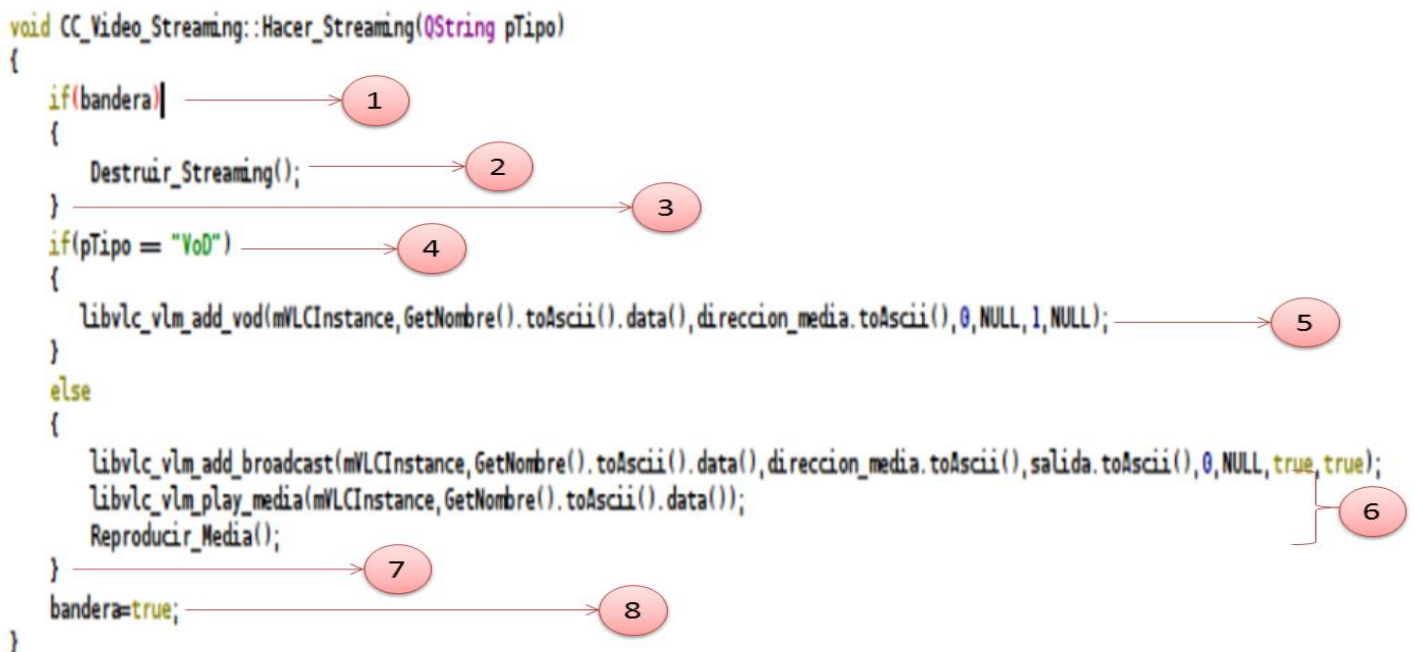 void CC_Video_Streaming::Hacer_Streaming(QString pTipo)
{
if(bandera) 1
{
Destruir_Streaming(); 2
} 3
if(pTipo == "VoD") 4
{
libvlc_vlm_add_vod(mVLCInstance,GetNombre().toAscii().data(),direccion_media.toAscii(),0,NULL,1,NULL); 5
}
else
{
libvlc_vlm_add_broadcast(mVLCInstance,GetNombre().toAscii().data(),direccion_media.toAscii(),salida.toAscii(),0,NULL,true,true);
libvlc_vlm_play_media(mVLCInstance,GetNombre().toAscii().data()); 6
Reproducir_Media();
} 7
bandera=true; 8
}